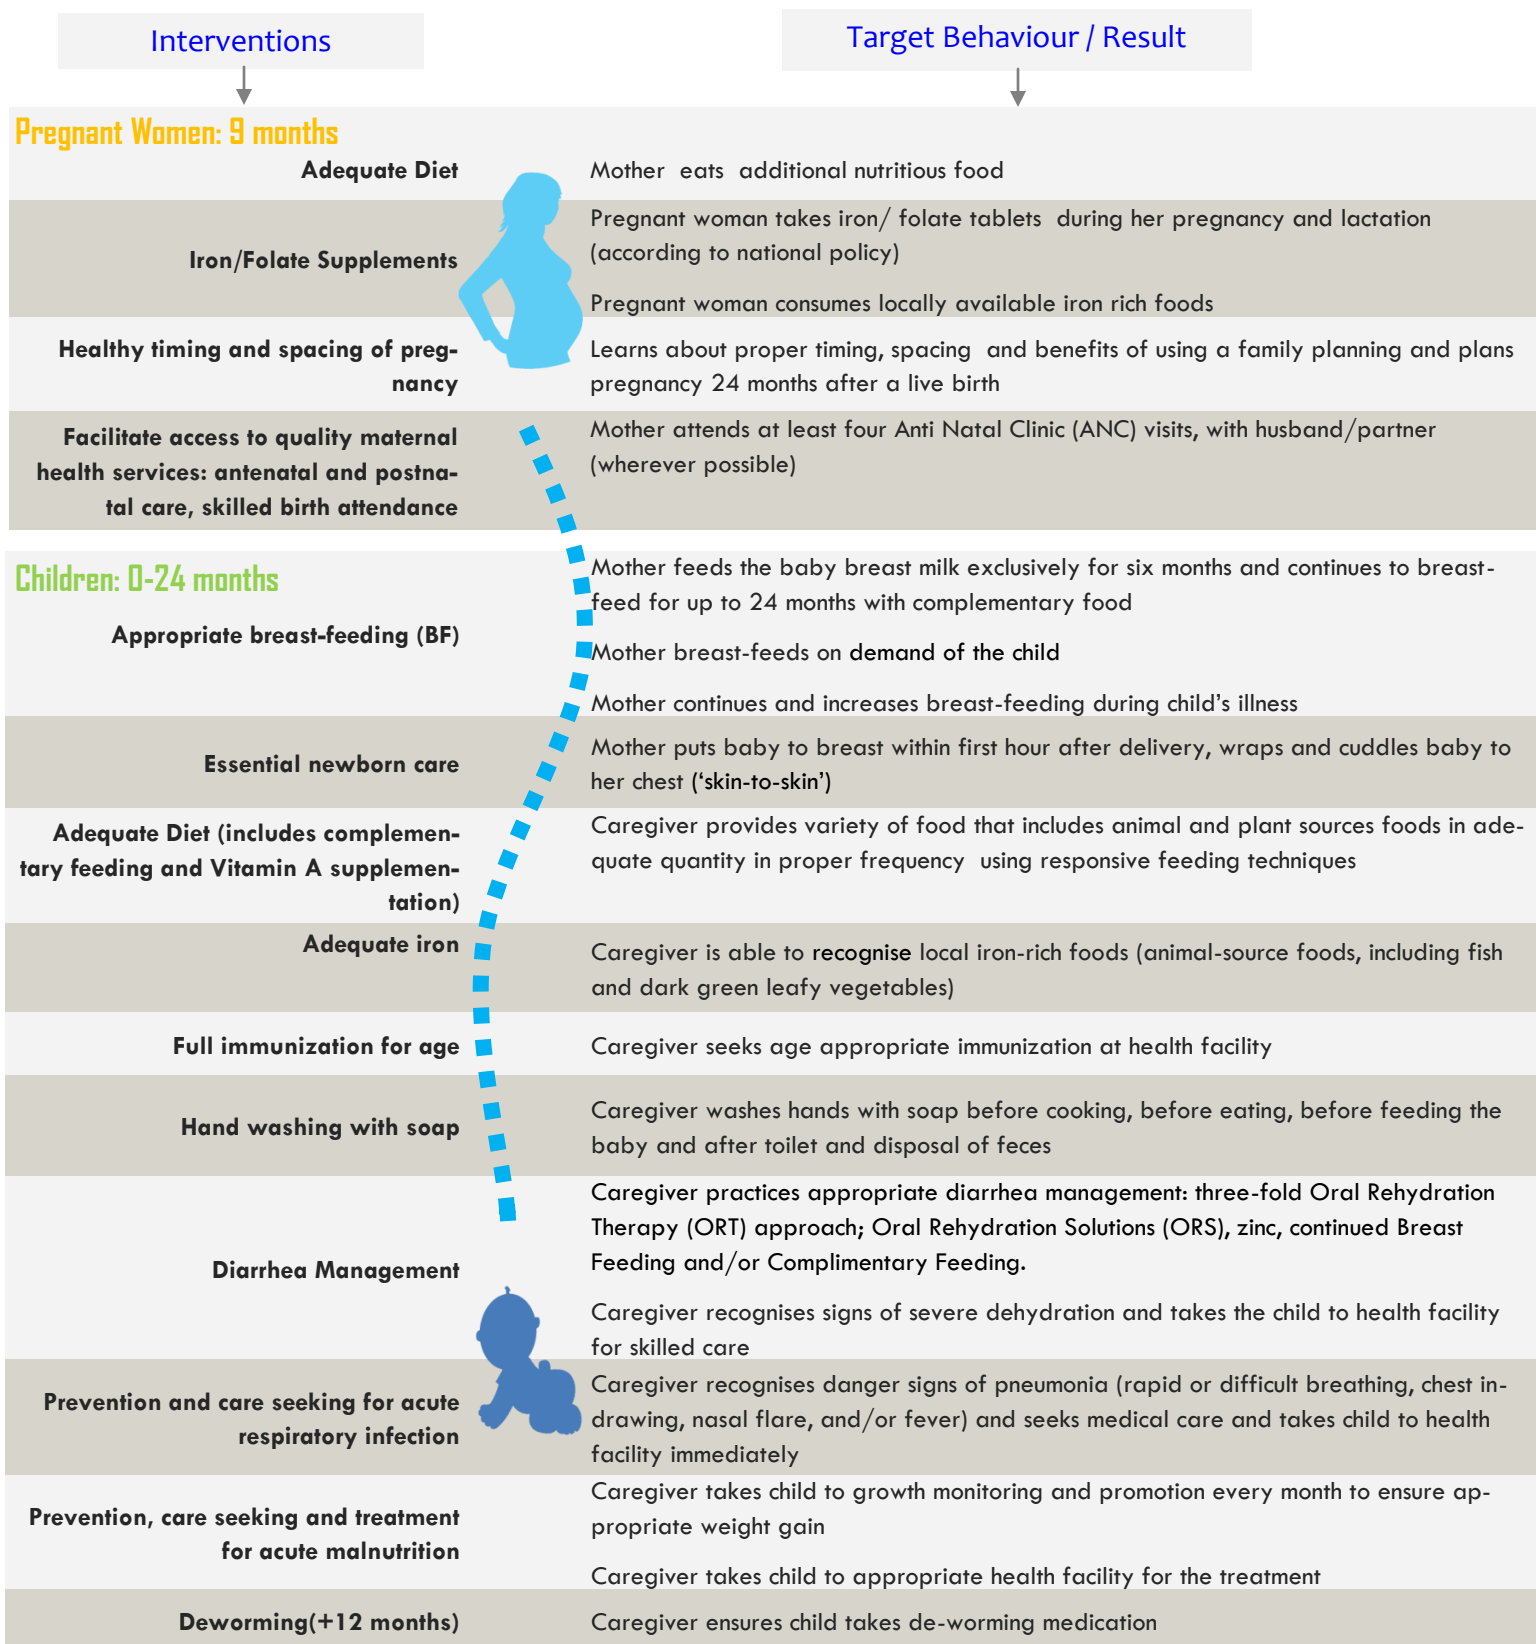 Interventions
Target Behaviour / Result
Pregnant Women: 9 months
Adequate Diet
Mother eats additional nutritious food
Iron/Folate Supplements
Pregnant woman takes iron/ folate tablets during her pregnancy and lactation
(according to national policy)
Pregnant woman consumes locally available iron rich foods
Healthy timing and spacing of preg-
nancy
Learns about proper timing, spacing and benefits of using a family planning and plans
pregnancy 24 months after a live birth
Facilitate access to quality maternal
health services: antenatal and postna-
tal care, skilled birth attendance
Mother attends at least four Anti Natal Clinic (ANC) visits, with husband/partner
(wherever possible)
Children: 0-24 months
Appropriate breast-feeding (BF)
Mother feeds the baby breast milk exclusively for six months and continues to breast-
feed for up to 24 months with complementary food
Mother breast-feeds on demand of the child
Mother continues and increases breast-feeding during child's illness
Essential newborn care
Mother puts baby to breast within first hour after delivery, wraps and cuddles baby to
her chest ('skin-to-skin')
Adequate Diet (includes complemen-
tary feeding and Vitamin A supplemen-
tation)
Caregiver provides variety of food that includes animal and plant sources foods in ade-
quate quantity in proper frequency using responsive feeding techniques
Adequate iron
Caregiver is able to recognise local iron-rich foods (animal-source foods, including fish
and dark green leafy vegetables)
Full immunization for age
Caregiver seeks age appropriate immunization at health facility
Hand washing with soap
Caregiver washes hands with soap before cooking, before eating, before feeding the
baby and after toilet and disposal of feces
Diarrhea Management
Caregiver practices appropriate diarrhea management: three-fold Oral Rehydration
Therapy (ORT) approach; Oral Rehydration Solutions (ORS), zinc, continued Breast
Feeding and/or Complimentary Feeding.
Caregiver recognises signs of severe dehydration and takes the child to health facility
for skilled care
Prevention and care seeking for acute
respiratory infection
Caregiver recognises danger signs of pneumonia (rapid or difficult breathing, chest in-
drawing, nasal flare, and/or fever) and seeks medical care and takes child to health
facility immediately
Prevention, care seeking and treatment
for acute malnutrition
Caregiver takes child to growth monitoring and promotion every month to ensure ap-
propriate weight gain
Caregiver takes child to appropriate health facility for the treatment
Deworming(+12 months)
Caregiver ensures child takes de-worming medication